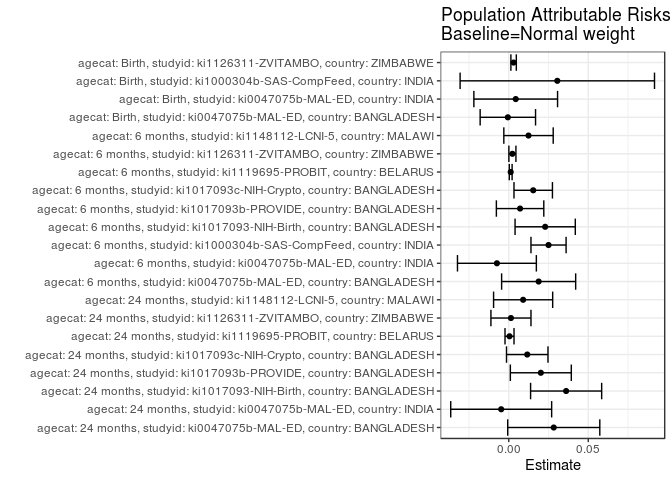 Population Attributable Risks
Baseline=Normal weight
agecat: Birth, studyid: ki1126311-ZVITAMBO, country: ZIMBABWE
agecat: Birth, studyid: ki1000304b-SAS-CompFeed, country: INDIA
agecat: Birth, studyid: ki0047075b-MAL-ED, country: INDIA
agecat: Birth, studyid: ki0047075b-MAL-ED, country: BANGLADESH
agecat: 6 months, studyid: ki1148112-LCNI-5, country: MALAWI
agecat: 6 months, studyid: ki1126311-ZVITAMBO, country: ZIMBABWE
agecat: 6 months, studyid: ki1119695-PROBIT, country: BELARUS
agecat: 6 months, studyid: ki1017093c-NIH-Crypto, country: BANGLADESH
agecat: 6 months, studyid: ki1017093b-PROVIDE, country: BANGLADESH
agecat: 6 months, studyid: ki1017093-NIH-Birth, country: BANGLADESH
agecat: 6 months, studyid: ki1000304b-SAS-CompFeed, country: INDIA
agecat: 6 months, studyid: ki0047075b-MAL-ED, country: INDIA
agecat: 6 months, studyid: ki0047075b-MAL-ED, country: BANGLADESH
agecat: 24 months, studyid: ki1148112-LCNI-5, country: MALAWI
agecat: 24 months, studyid: ki1126311-ZVITAMBO, country: ZIMBABWE
agecat: 24 months, studyid: ki1119695-PROBIT, country: BELARUS
agecat: 24 months, studyid: ki1017093c-NIH-Crypto, country: BANGLADESH
agecat: 24 months, studyid: ki1017093b-PROVIDE, country: BANGLADESH
agecat: 24 months, studyid: ki1017093-NIH-Birth, country: BANGLADESH
agecat: 24 months, studyid: ki0047075b-MAL-ED, country: INDIA
agecat: 24 months, studyid: ki0047075b-MAL-ED, country: BANGLADESH
0.00 0.05
Estimate